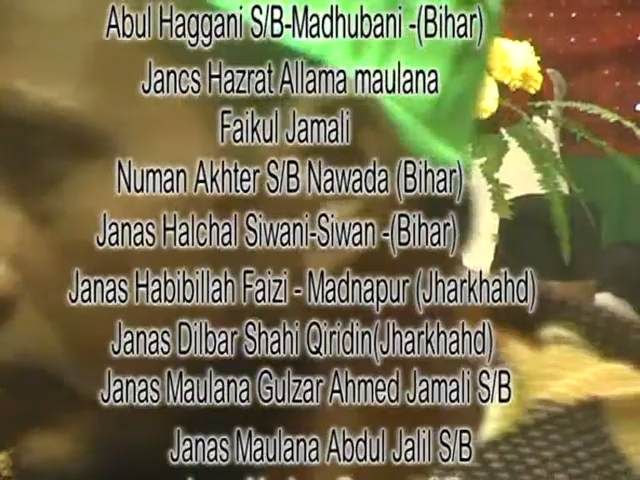 Abul Haggani S/B-Madhubani -(Bihar)
Jancs Hazrat Allama maulana
Faikul Jamali
Numan Akhter S/B Nawada (Bihar)
Janas Halchal Siwani-Siwan -(Bihar)
Janas Habibillah Faizi - Madnapur (Jharkhahd)
Janas Dilbar Shahi Qiridin(Jharkhahd)
Janas Maulana Gulzar Ahmed Jamali S/B
Janas Maulana Abdul Jalil S/B